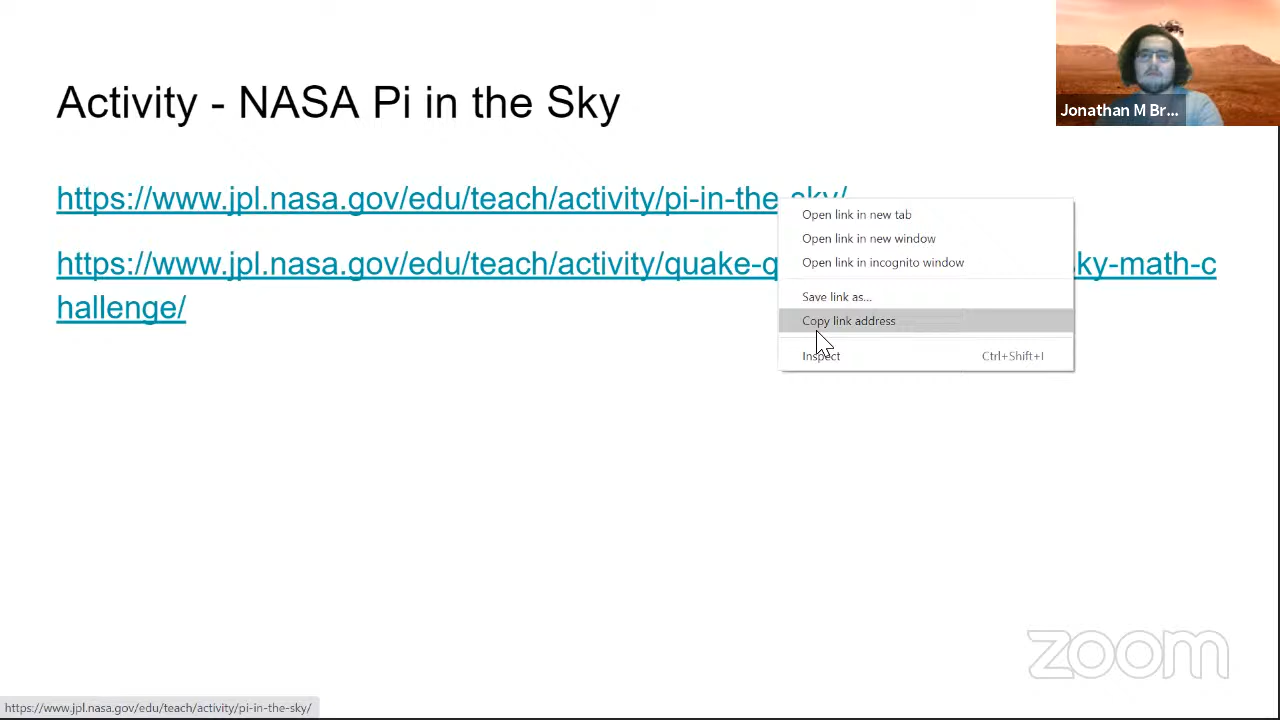 Activity - NASA Pi in the Sky
Jonathan M Br...
https://www.jpl.nasa.gov/edu/teach/activity/pi-in-the-sky/
https://www.jpl.nasa.gov/edu/teach/activity/quake-q
sky-math-c
hallenge/
Open link in new tab
Open link in new window
Open link in incognito window
Save link as...
Copy link address
Inspect Ctrl+Shift+I
zoom
https://www.jpl.nasa.gov/edu/teach/activity/pi-in-the-sky/